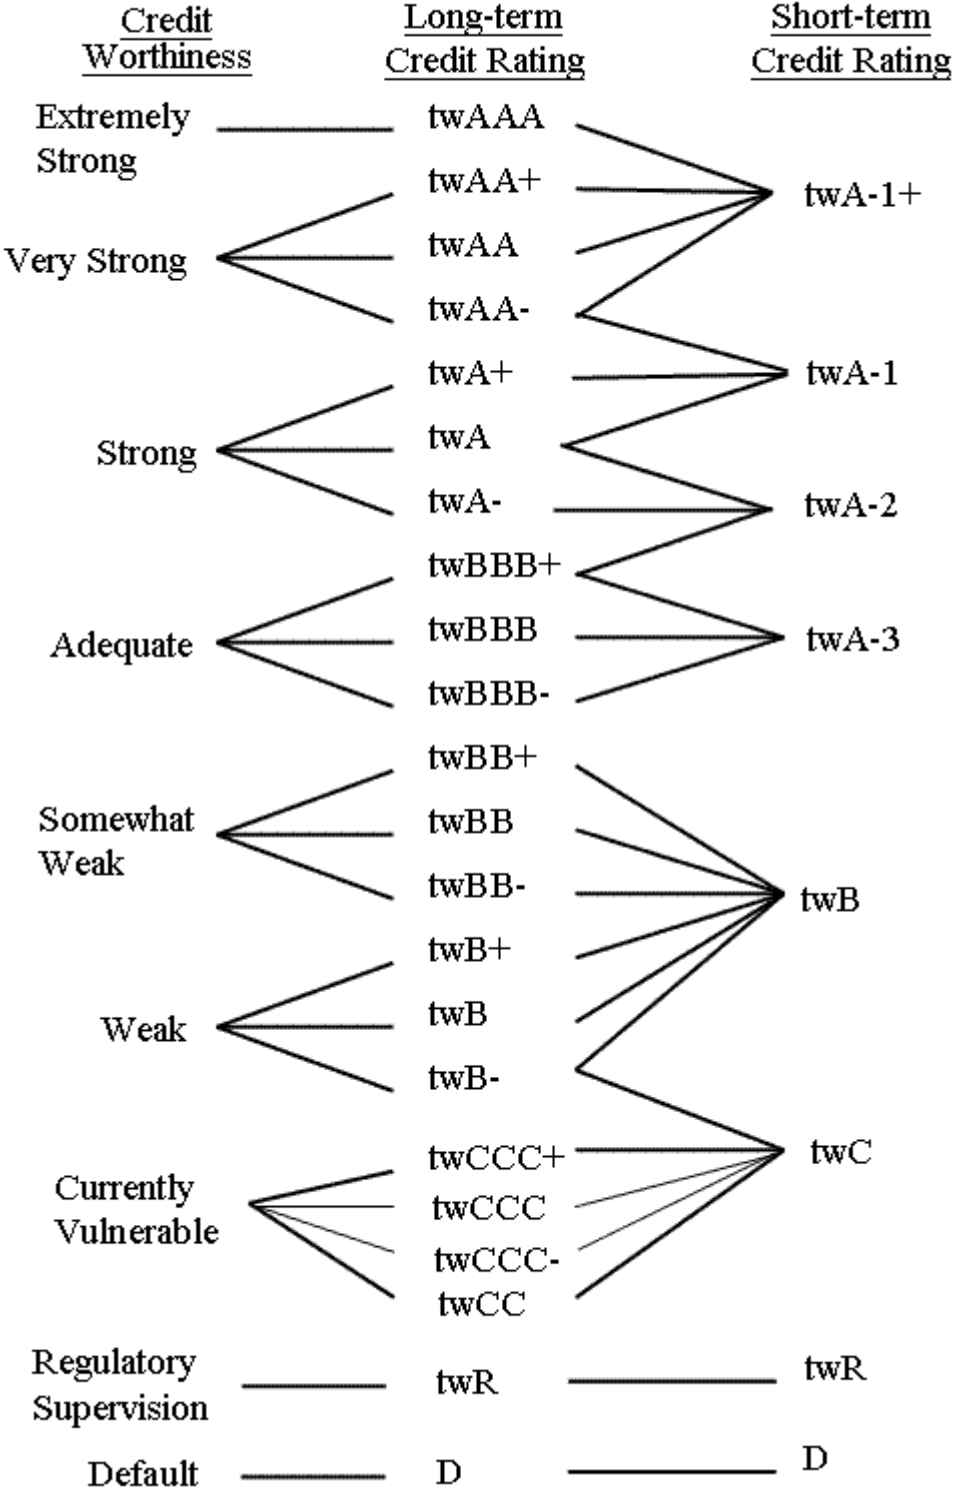 Credit
Worthiness
Long-term
Credit Rating
Short-term
Credit Rating
Extremely
Strong
twAAA
twAA+
twA-1+
Very Strong
twAA
twAA-
twA+
twA-1
Strong
twA
twA-
twA-2
twBBB+
Adequate
twBBB
twA-3
twBBB-
twBB+
Somewhat
Weak
twBB
twBB-
twB
twB+
Weak
twB
twB-
twCCC+
twC
Currently
Vulnerable
twCCC
twCCC-
twCC
Regulatory
Supervision
twR
twR
Default
D
D